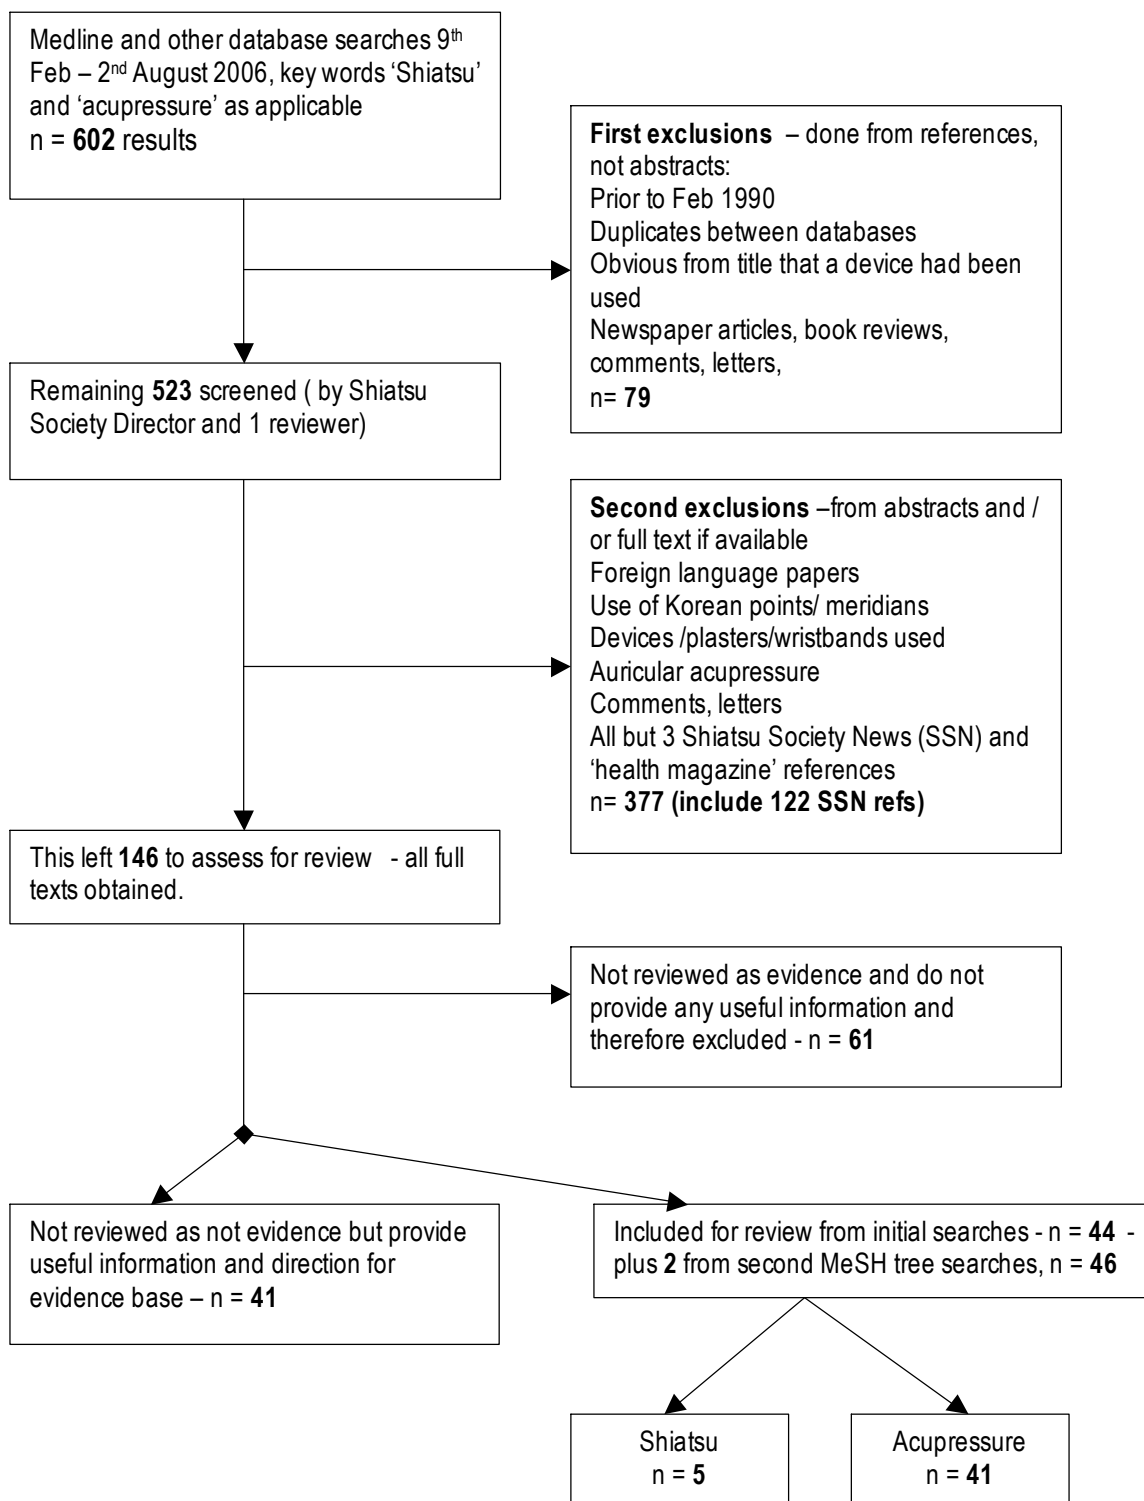 Medline and other database searches 9th
Feb – 2nd August 2006, key words ‘Shiatsu’
and ‘acupressure’ as applicable
n = 602 results
First exclusions – done from references,
not abstracts:
Prior to Feb 1990
Duplicates between databases
Obvious from title that a device had been
used
Newspaper articles, book reviews,
comments, letters,
n= 79
Remaining 523 screened ( by Shiatsu
Society Director and 1 reviewer)
Second exclusions –from abstracts and /
or full text if available
Foreign language papers
Use of Korean points/ meridians
Devices /plasters/wristbands used
Auricular acupressure
Comments, letters
All but 3 Shiatsu Society News (SSN) and
‘health magazine’ references
n= 377 (include 122 SSN refs)
This left 146 to assess for review - all full
texts obtained.
Not reviewed as evidence and do not
provide any useful information and
therefore excluded - n = 61
Not reviewed as not evidence but provide
useful information and direction for
evidence base – n = 41
Included for review from initial searches - n = 44 -
plus 2 from second MeSH tree searches, n = 46
Shiatsu
n = 5
Acupressure
n = 41